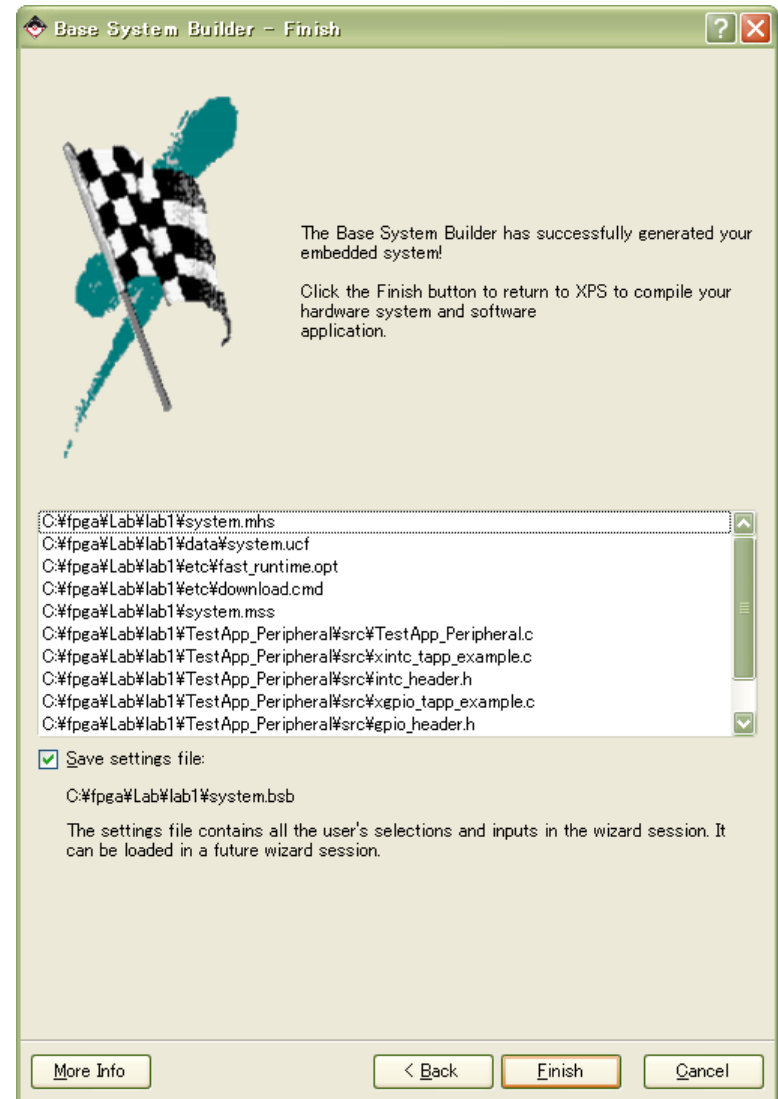 Base System Builder - Finish
The Base System Builder has successfully generated your
embedded system!
Click the Finish button to return to XPS to compile your
hardware system and software
application.
C:¥fpga¥Lab¥lab1¥system.mhs
C:¥fpga¥Lab¥lab1¥data¥system.ucf
C:¥fpga¥Lab¥lab1¥etc¥fast_runtime.opt
C:¥fpga¥Lab¥lab1¥etc¥download.cmd
C:¥fpga¥Lab¥lab1¥system.mss
C:¥fpga¥Lab¥lab1¥TestApp_Peripheral¥src¥TestApp_Peripheral.c
C:¥fpga¥Lab¥lab1¥TestApp_Peripheral¥src¥xintc_tapp_example.c
C:¥fpga¥Lab¥lab1¥TestApp_Peripheral¥src¥intc_header.h
C:¥fpga¥Lab¥lab1¥TestApp_Peripheral¥src¥xgpio_tapp_example.c
C:¥fpga¥Lab¥lab1¥TestApp_Peripheral¥src¥gpio_header.h
Save settings file:
C:¥fpga¥Lab¥lab1¥system.bsb
The settings file contains all the user's selections and inputs in the wizard session. It
can be loaded in a future wizard session.
More Info < Back Finish Cancel